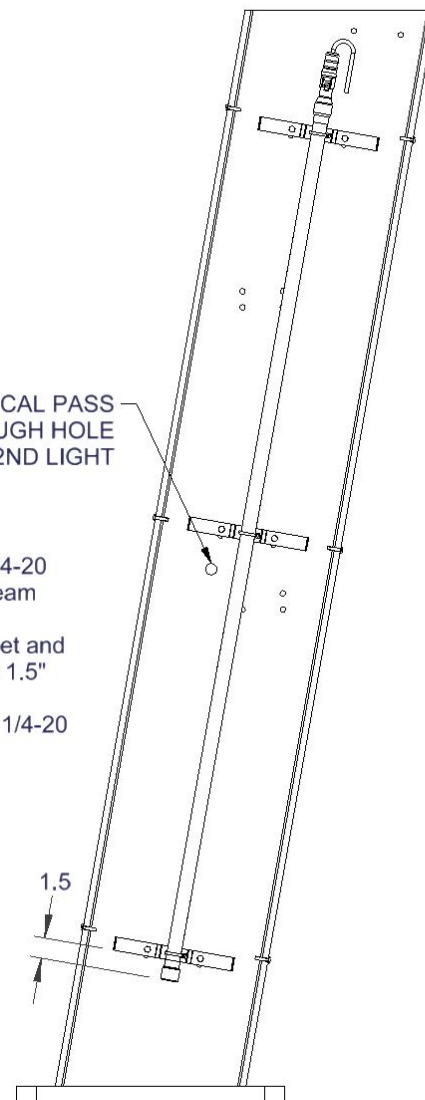 CAL PASS
UGH HOLE
2ND LIGHT
4-20
eam
et and
1.5"
1/4-20
1.5